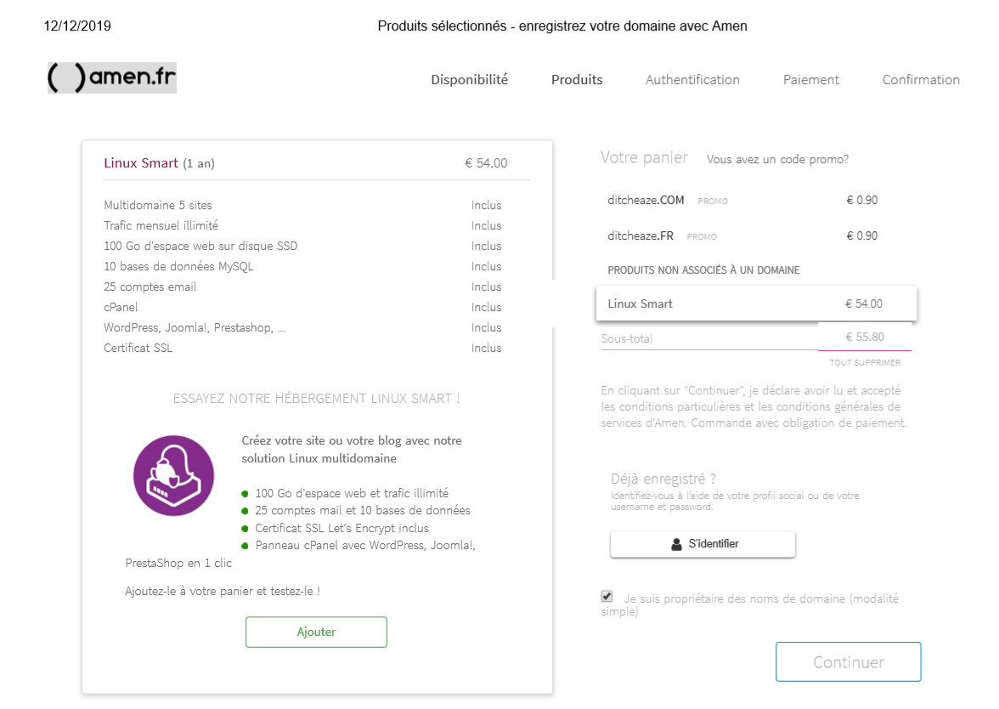 12/12/2019
Produits sélectionnés - enregistrez votre domaine avec Amen
( ) amen.fr
Disponibilité
Produits
Authentification
Paiement
Confirmation
Linux Smart (1 an) € 54.00
Multidomaine 5 sites Inclus
Trafic mensuel illimité Inclus
100 Go d'espace web sur disque SSD Inclus
10 bases de données MySQL Inclus
25 comptes email Inclus
cPanel Inclus
WordPress, Joomla!, Prestashop, ... Inclus
Certificat SSL Inclus
ESSAYEZ NOTRE HÉBERGEMENT LINUX SMART !
Créez votre site ou votre blog avec notre
solution Linux multidomaine
100 Go d'espace web et trafic illimité
25 comptes mail et 10 bases de données
Certificat SSL Let's Encrypt inclus
Panneau cPanel avec WordPress, Joomla!,
PrestaShop en 1 clic
Ajoutez-le à votre panier et testez-le !
Ajouter
Votre panier Vous avez un code promo?
ditcheaze.COM PROMO € 0.90
ditcheaze.FR PROMO € 0.90
PRODUITS NON ASSOCIÉS À UN DOMAINE
Linux Smart € 54.00
Sous-total € 55.80
TOUT SUPPRIMER
En cliquant sur "Continuer", je déclare avoir lu et accepté
les conditions particulières et les conditions générales de
services d'Amen. Commande avec obligation de paiement.
Déjà enregistré ?
Identifiez-vous à l'aide de votre profil social ou de votre
username et password.
S'identifier
Je suis propriétaire des noms de domaine (modalité
simple)
Continuer